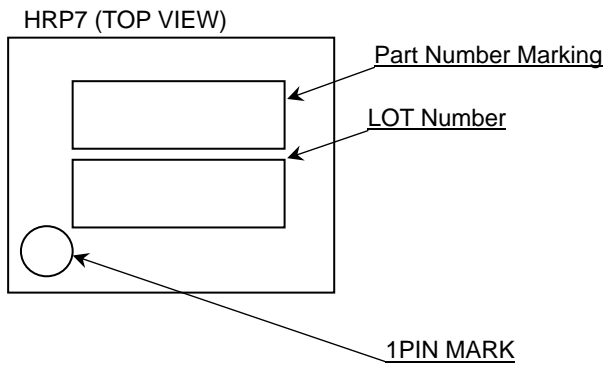 HRP7 (TOP VIEW)
Part Number Marking
LOT Number
1PIN MARK